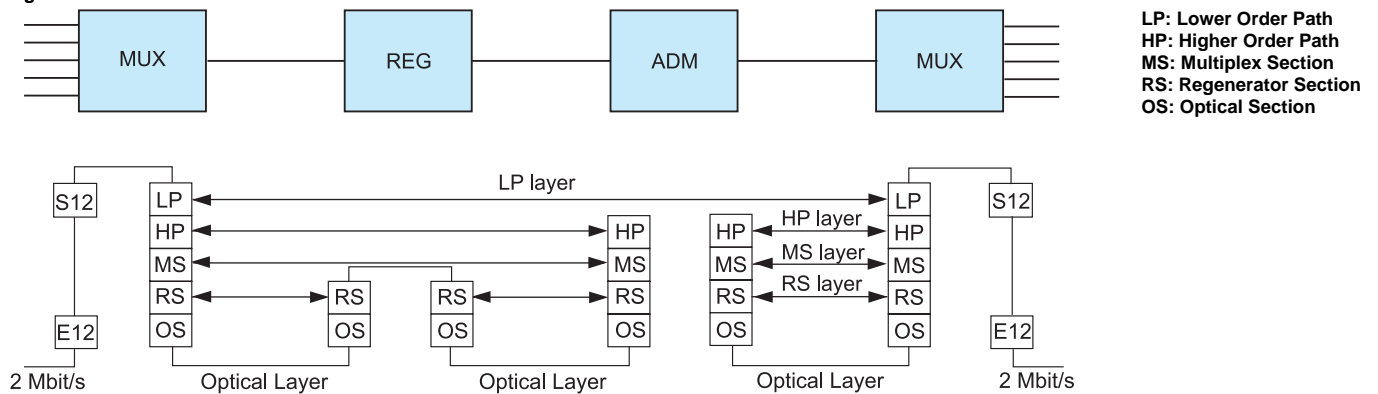 MUX
REG
ADM
MUX
LP: Lower Order Path
HP: Higher Order Path
MS: Multiplex Section
RS: Regenerator Section
OS: Optical Section
LP layer
S12
LP
LP
S12
HP
HP
HP
HP layer
HP
MS
MS
MS
MS layer
MS
RS
RS
RS
RS
RS
RS layer
RS
E12
OS
OS
OS
OS
OS
OS
E12
2 Mbit/s
Optical Layer
Optical Layer
Optical Layer
2 Mbit/s